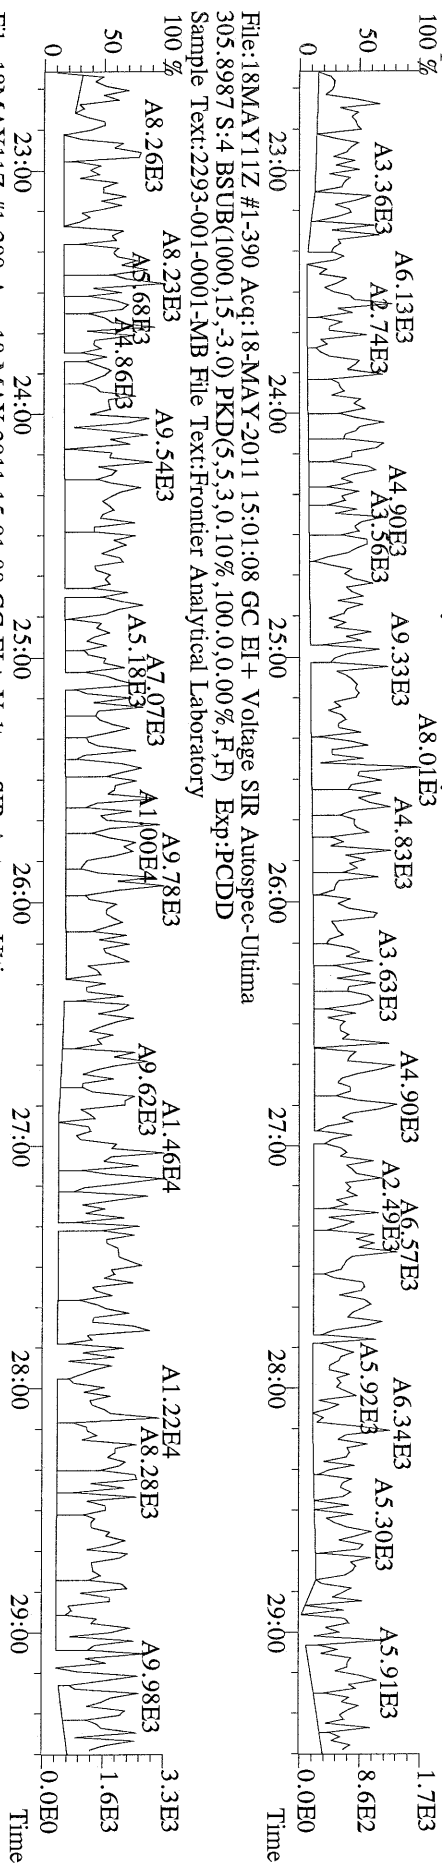 100 %
A8.01E3
A9.33E3
A6.13E3
A4.90E3
A4.83E3
A4.90E3
A6.57E3
A6.34E3
A3.36E3
A2.74E3
A3.56E3
A3.63E3
A2.49E3
A5.92E3
A5.30E3
A5.91E3
50
0
1.7E3
8.6E2
0.0E0
23:00
24:00
25:00
26:00
27:00
28:00
29:00
Time
File:18MAY11Z #1-390 Acq:18-MAY-2011 15:01:08 GC EI+ Voltage SIR Autospec-Ultima
305.8987 S:4 BSUB(1000,15,-3.0) PKD(5,5,3,0.10%,100.0,0.00%,F,F) Exp:PCDD
Sample Text:2293-001-0001-MB File Text:Frontier Analytical Laboratory
100 %
A8.26E3
A8.23E3
A5.68E3
A4.86E3
A9.54E3
A5.18E3
A7.07E3
A1.00E4
A9.78E3
A9.62E3
A1.46E4
A1.22E4
A8.28E3
A9.98E3
50
0
3.3E3
1.6E3
0.0E0
23:00
24:00
25:00
26:00
27:00
28:00
29:00
Time